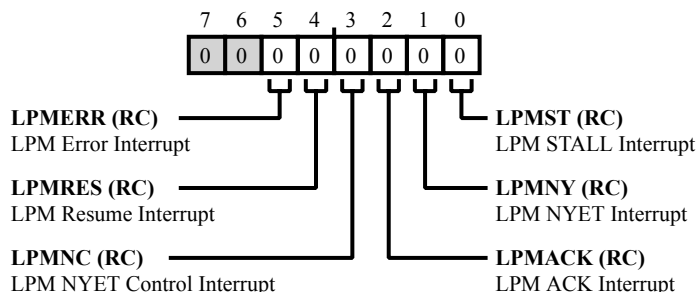 7 6 5 4 3 2 1 0
0 0 0 0 0 0 0 0
LPMERR (RC)
LPM Error Interrupt
LPMRES (RC)
LPM Resume Interrupt
LPMNC (RC)
LPM NYET Control Interrupt
LPMST (RC)
LPM STALL Interrupt
LPMNY (RC)
LPM NYET Interrupt
LPMACK (RC)
LPM ACK Interrupt